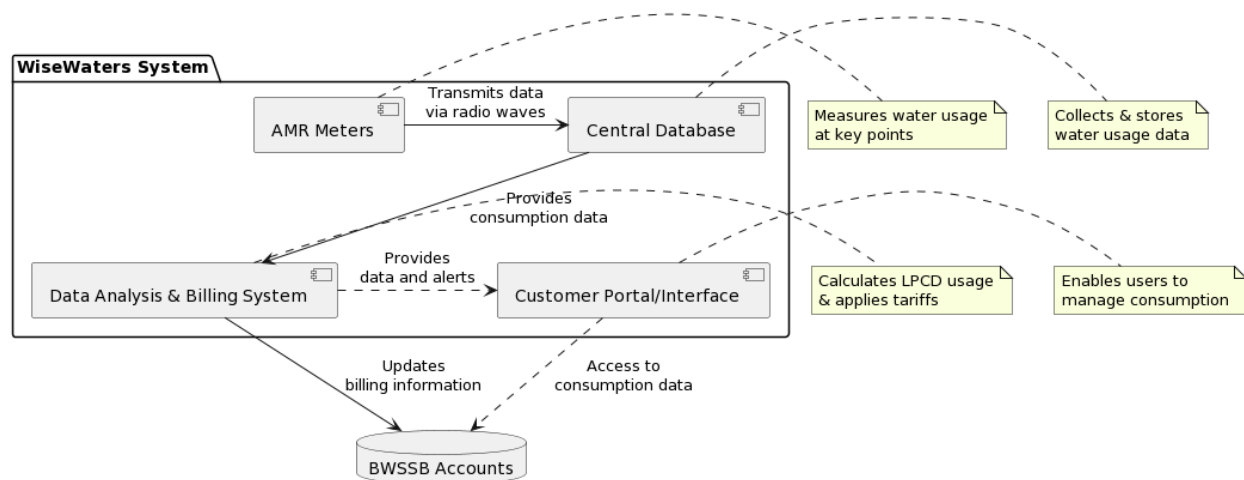 WiseWaters System
AMR Meters
Transmits data
via radio waves
Central Database
Measures water usage
at key points
Collects & stores
water usage data
Provides
consumption data
Data Analysis & Billing System
Provides
data and alerts
Customer Portal/Interface
Calculates LPCD usage
& applies tariffs
Enables users to
manage consumption
Updates
billing information
Access to
consumption data
BWSSB Accounts